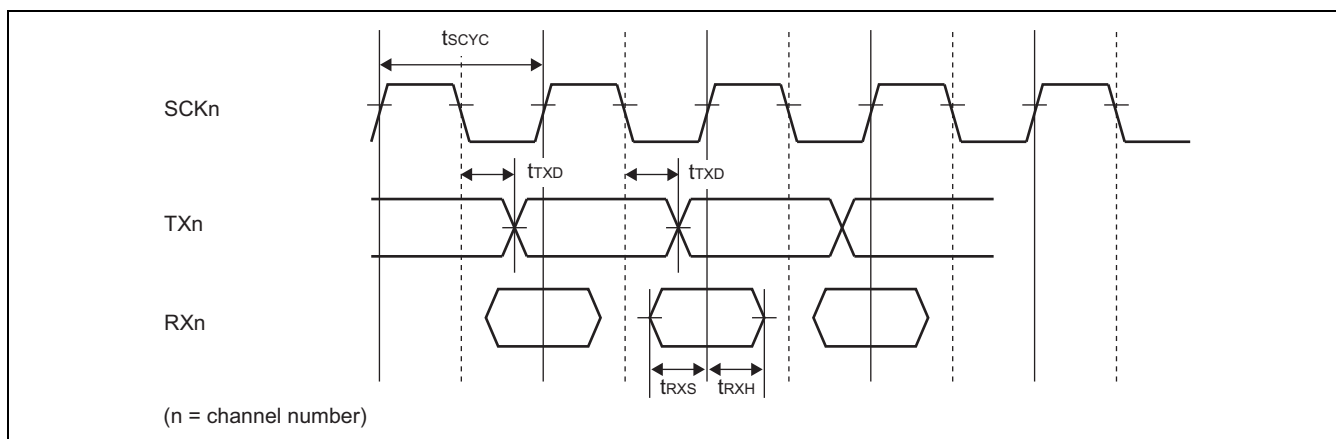 tSCYC
SCKn
tTXD tTXD
TXn
RXn
tRXS tRXH
(n = channel number)